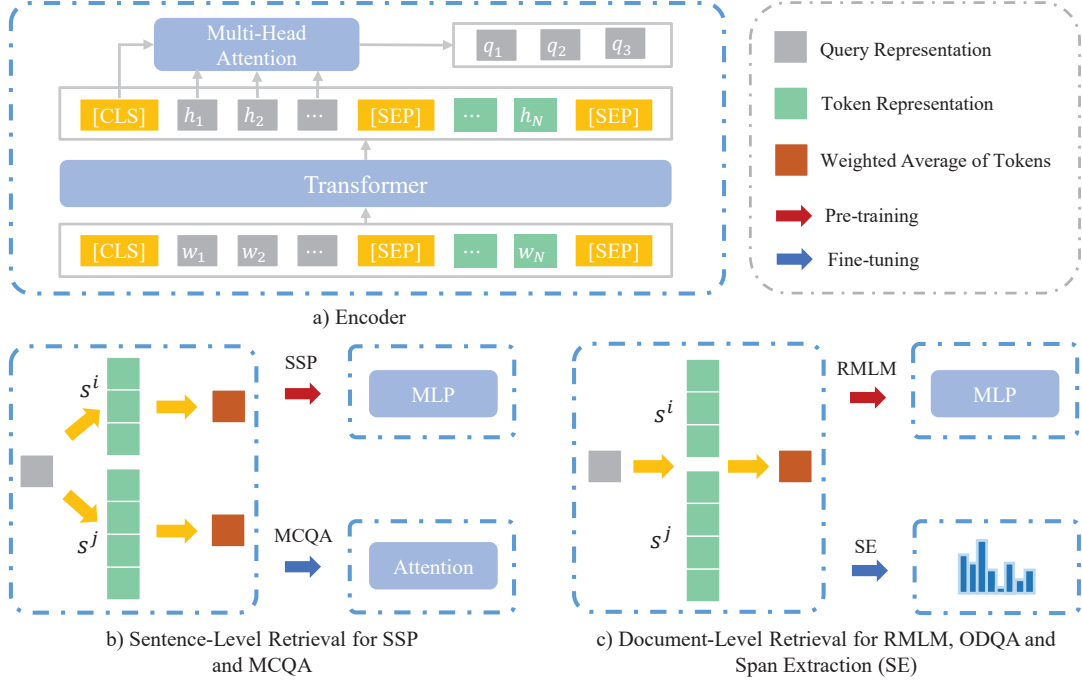 Multi-Head
Attention
q1 q2 q3
[CLS] h1 h2 ... [SEP] ... hN [SEP]
Transformer
[CLS] w1 w2 ... [SEP] ... wN [SEP]
a) Encoder
Query Representation
Token Representation
Weighted Average of Tokens
Pre-training
Fine-tuning
s^i
s^j
SSP
MLP
MCQA
Attention
b) Sentence-Level Retrieval for SSP
and MCQA
s^i
s^j
RMLM
MLP
SE
c) Document-Level Retrieval for RMLM, ODQA and
Span Extraction (SE)